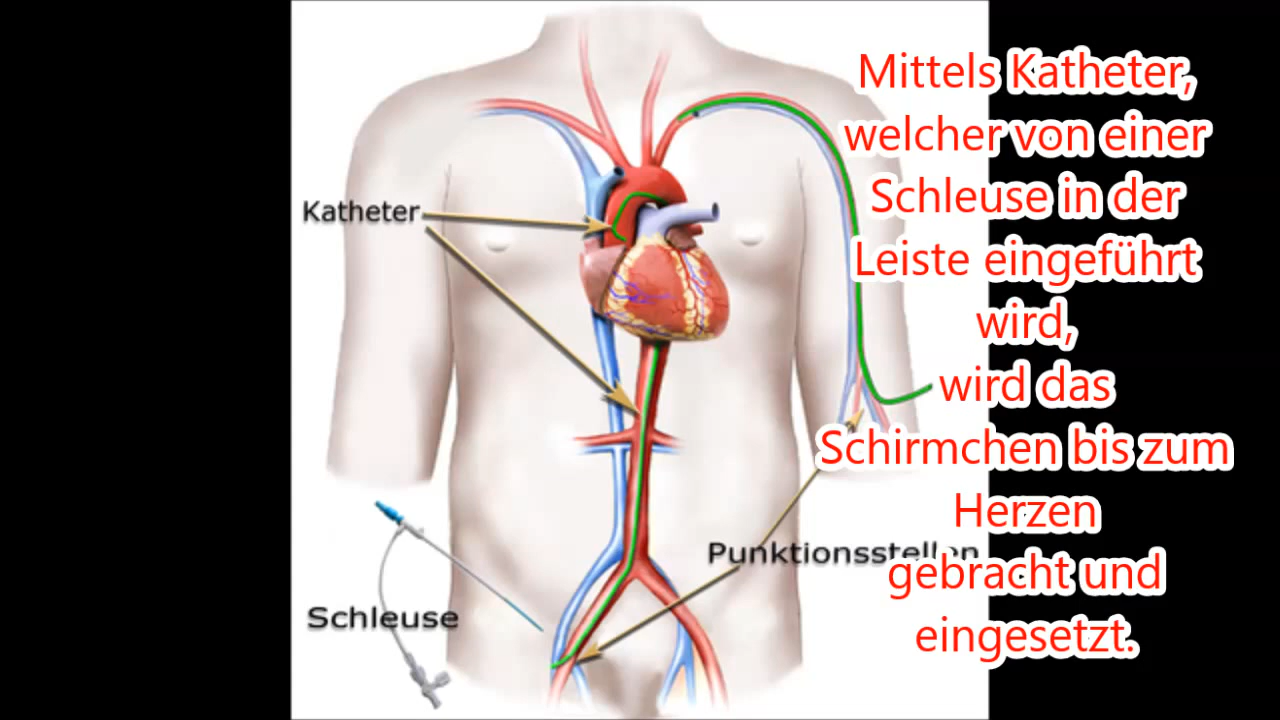 Mittels Katheter,
welcher von einer
Schleuse in der
Leiste eingeführt
wird,
wird das
Schirmchen bis zum
Herzen
gebracht und
eingesetzt.
Katheter
Punktionsstellen
Schleuse